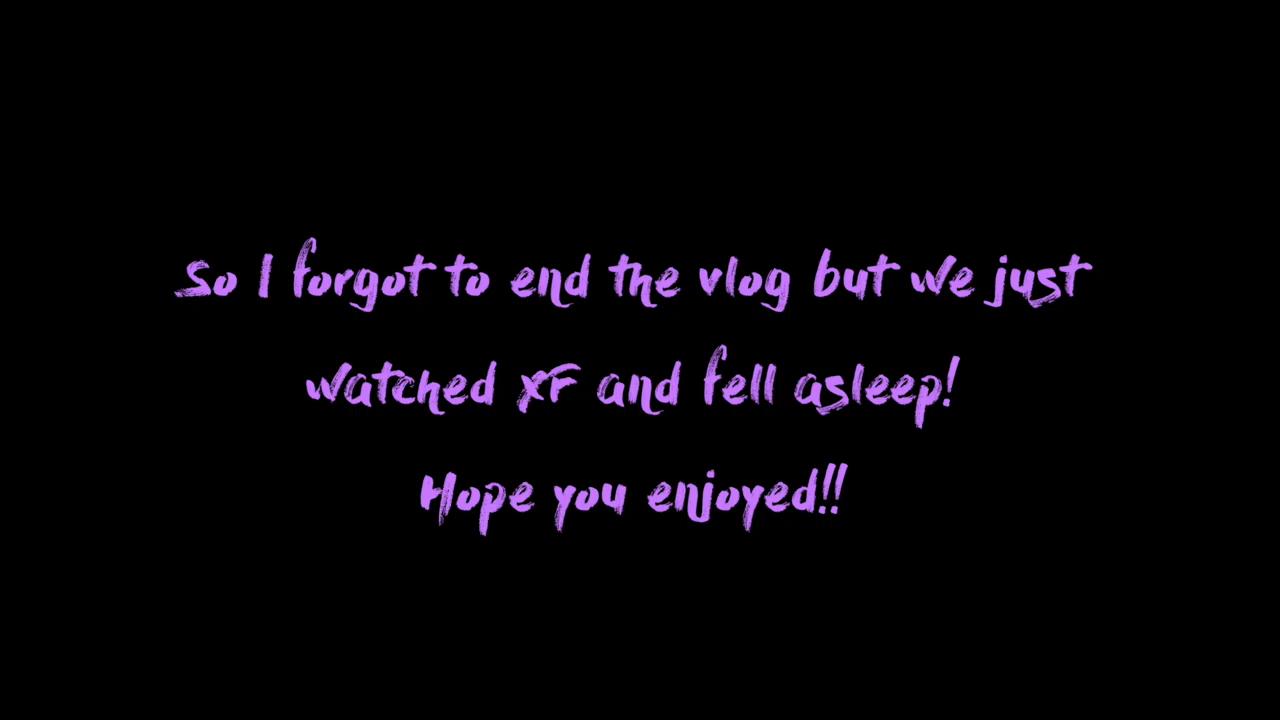 So I forgot to end the vlog but we just
watched XF and fell asleep!
Hope you enjoyed!!